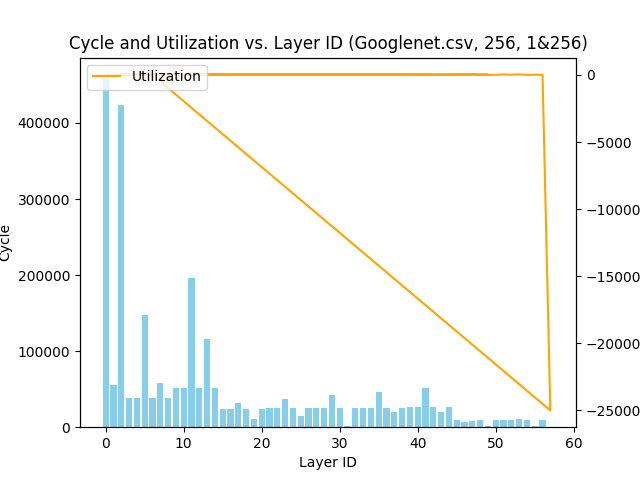 Cycle and Utilization vs. Layer ID (Googlenet.csv, 256, 1&256)
Utilization
400000
300000
200000
100000
0
Cycle
0
−5000
−10000
−15000
−20000
−25000
0 10 20 30 40 50 60
Layer ID